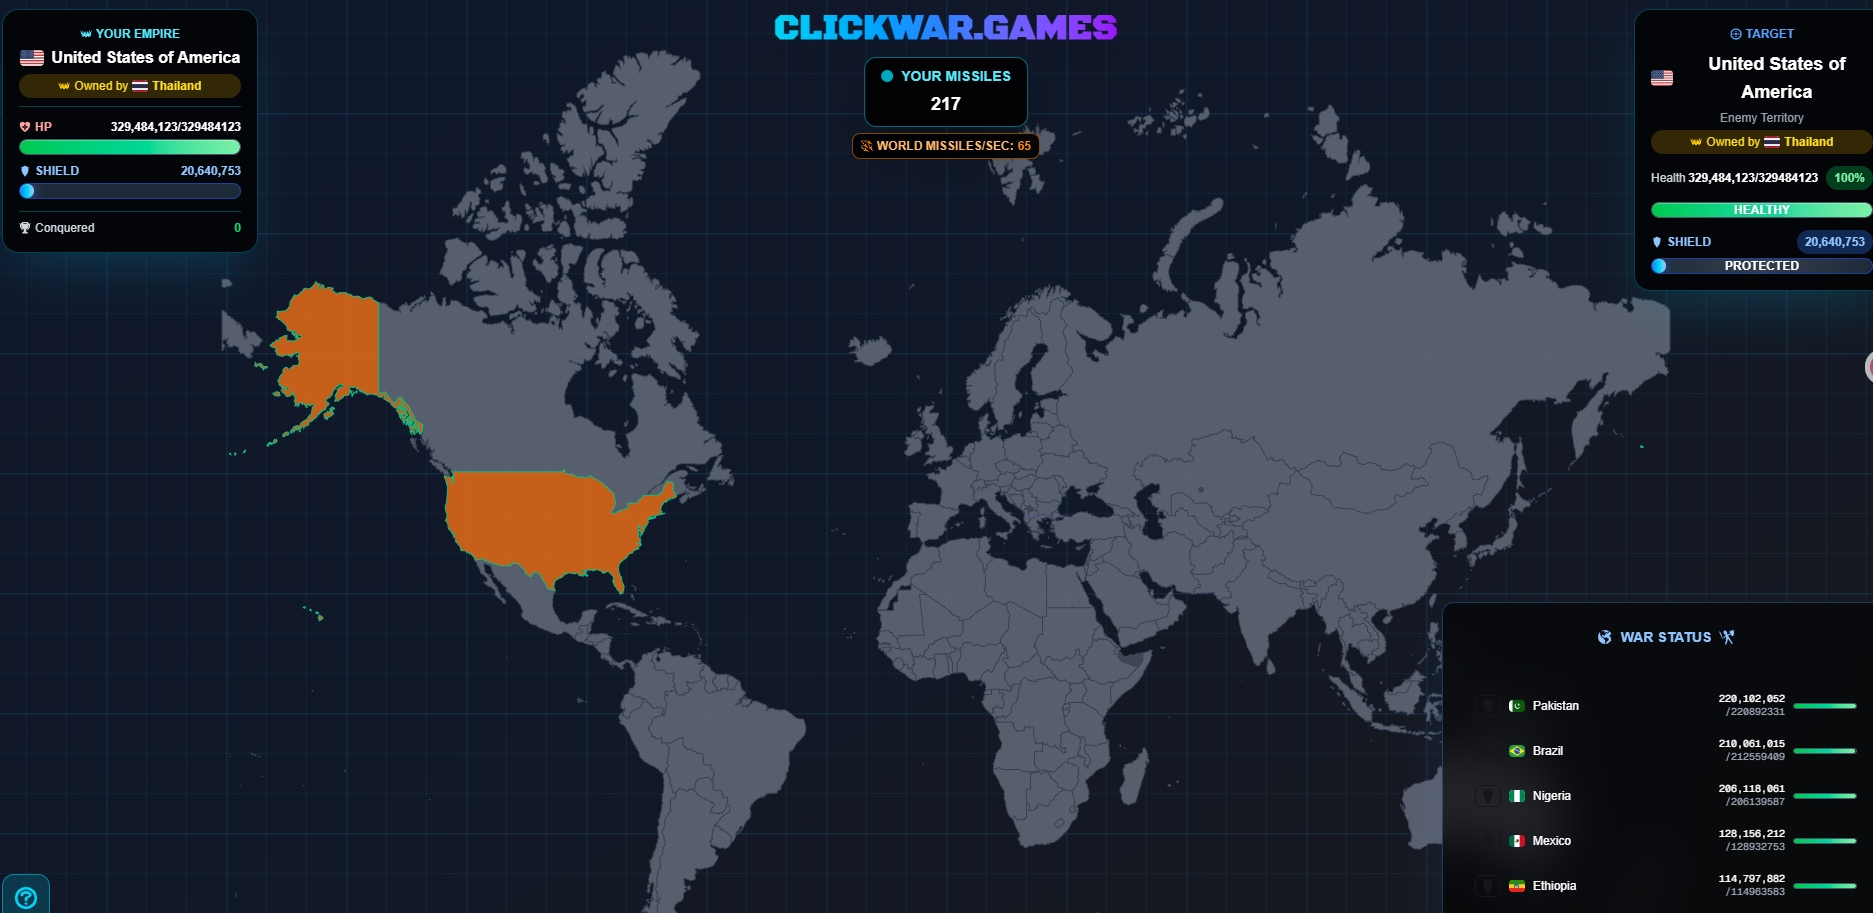 CLICKWAR.GAMES
YOUR EMPIRE
United States of America
Owned by Thailand
HP 329,484,123/329484123
SHIELD 20,640,753
Conquered 0
YOUR MISSILES
217
WORLD MISSILES/SEC: 65
TARGET
United States of
America
Enemy Territory
Owned by Thailand
Health 329,484,123/329484123 100%
HEALTHY
SHIELD 20,640,753
PROTECTED
WAR STATUS
Pakistan 220,102,052
/220892331
Brazil 210,061,015
/212559409
Nigeria 206,118,061
/206139587
Mexico 128,156,212
/128932753
Ethiopia 114,797,882
/114963583